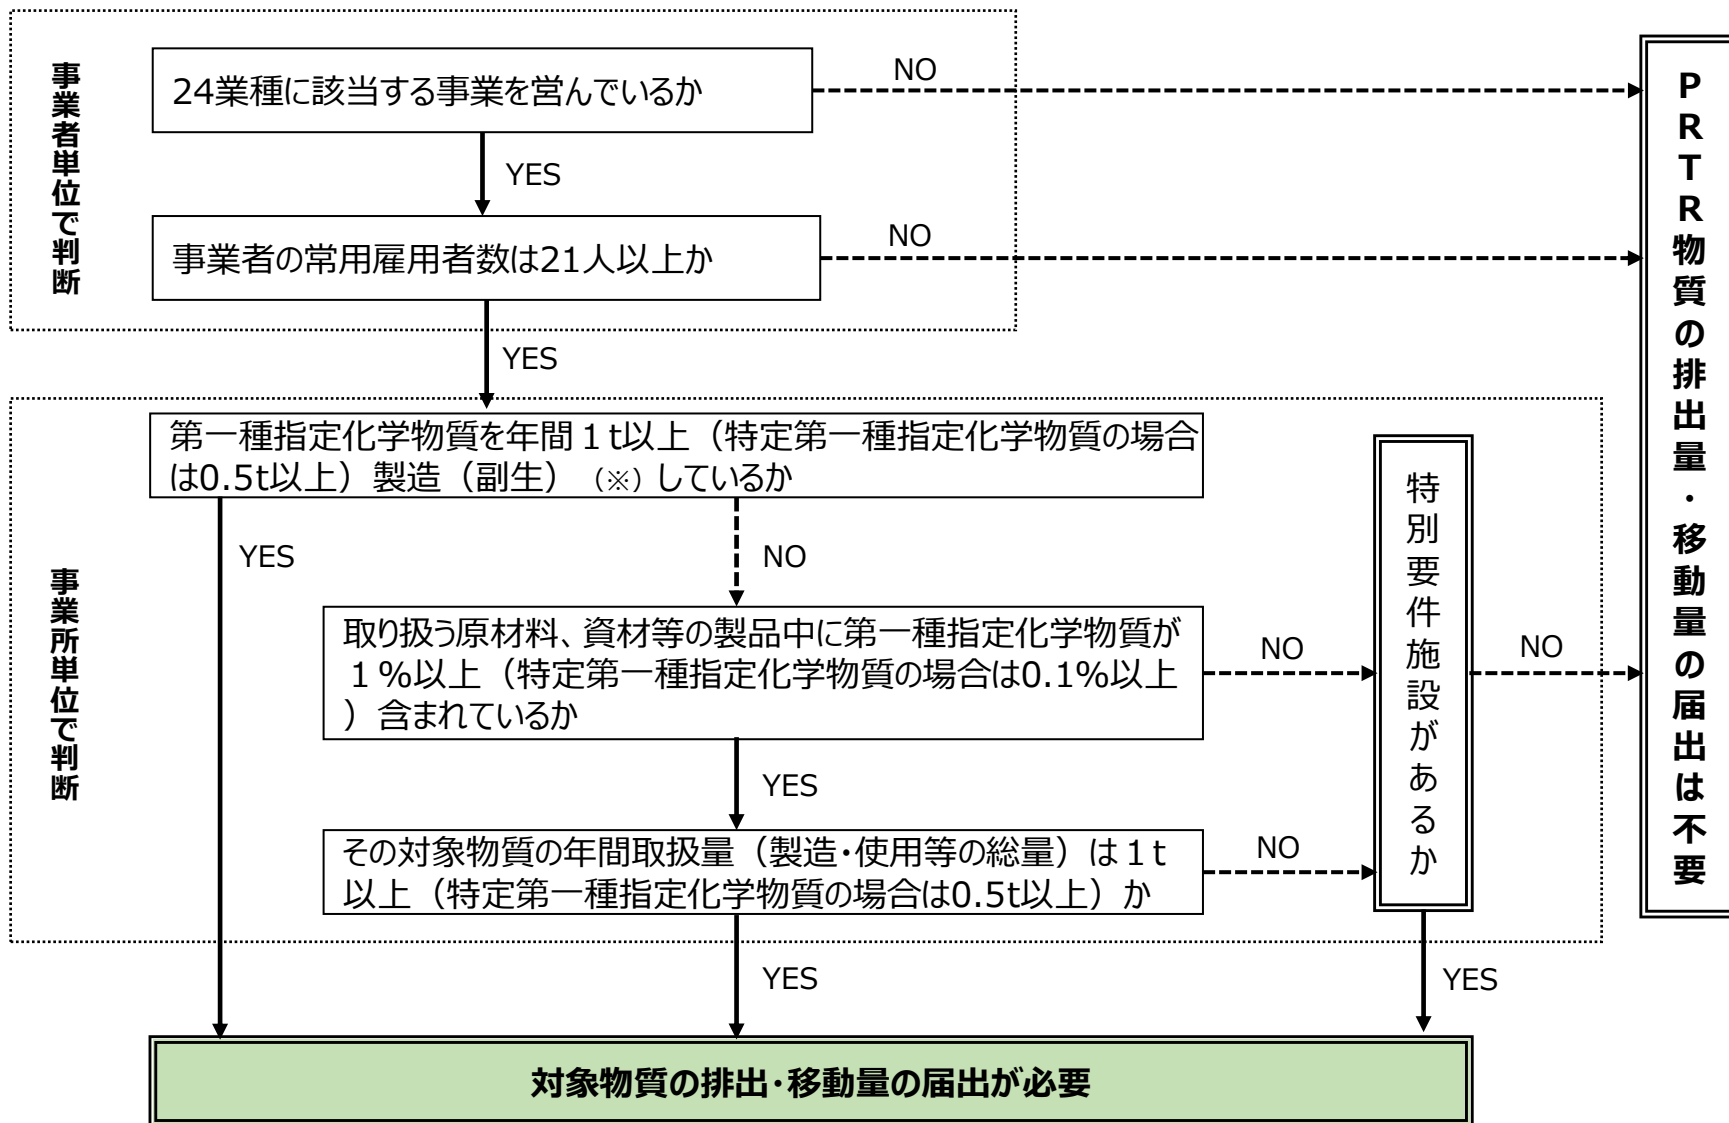 事業者単位で判断
24業種に該当する事業を営んでいるか
NO
YES
事業者の常用雇用者数は21人以上か
NO
YES
事業所単位で判断
第一種指定化学物質を年間１t以上（特定第一種指定化学物質の場合
は0.5t以上）製造（副生）（※）しているか
YES
NO
取り扱う原材料、資材等の製品中に第一種指定化学物質が
１%以上（特定第一種指定化学物質の場合は0.1%以上
）含まれているか
NO
YES
その対象物質の年間取扱量（製造・使用等の総量）は１t
以上（特定第一種指定化学物質の場合は0.5t以上）か
NO
YES
特別要件施設があるか
NO
YES
PRTR物質の排出量・移動量の届出は不要
対象物質の排出・移動量の届出が必要